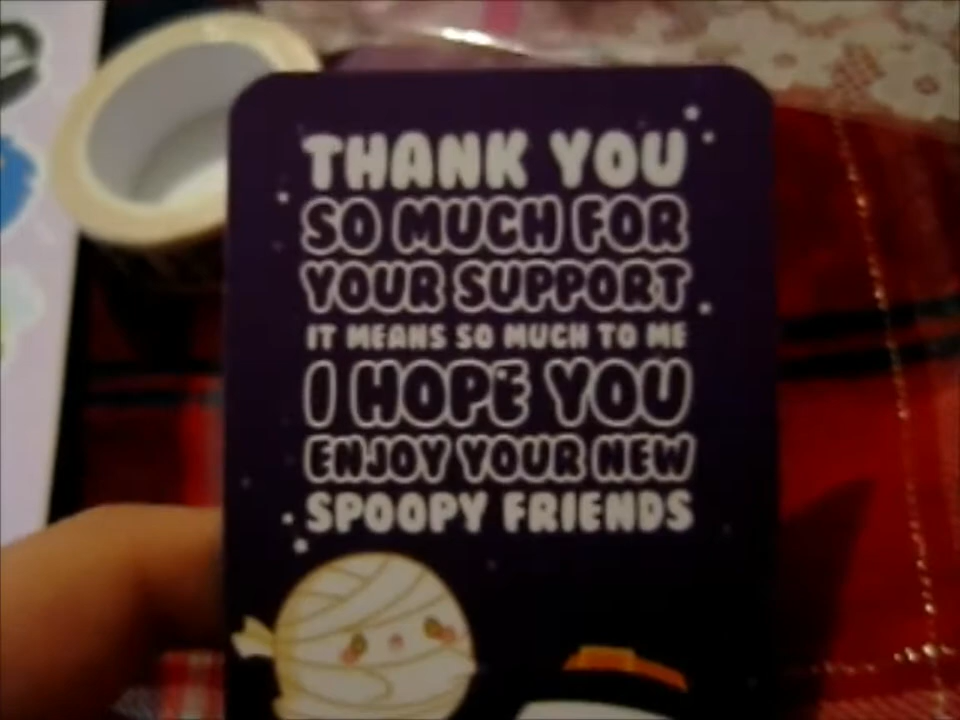 THANK YOU
SO MUCH FOR
YOUR SUPPORT
IT MEANS SO MUCH TO ME
I HOPE YOU
ENJOY YOUR NEW
SPOOPY FRIENDS